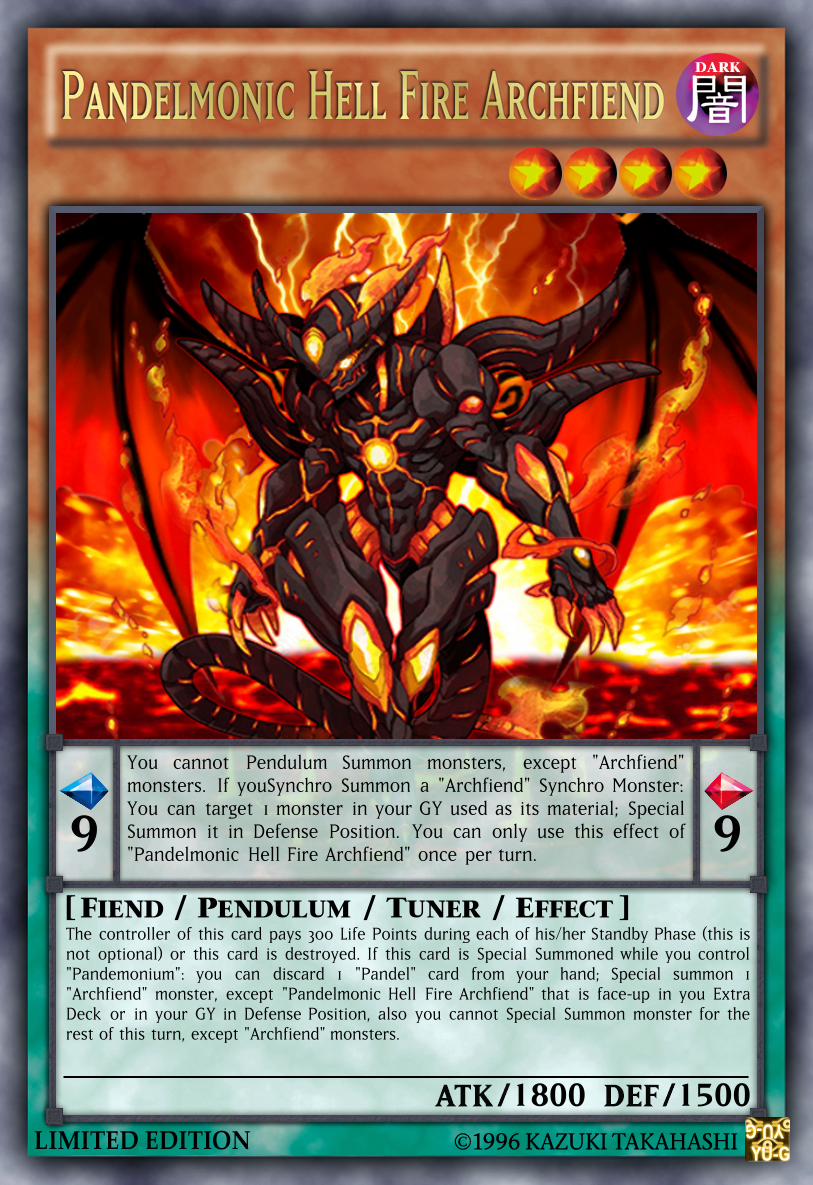 Pandelmonic Hell Fire Archfiend
DARK
闇
You cannot Pendulum Summon monsters, except "Archfiend"
monsters. If youSynchro Summon a "Archfiend" Synchro Monster:
You can target 1 monster in your GY used as its material; Special
Summon it in Defense Position. You can only use this effect of
"Pandelmonic Hell Fire Archfiend" once per turn.
9
9
[ Fiend / Pendulum / Tuner / Effect ]
The controller of this card pays 300 Life Points during each of his/her Standby Phase (this is
not optional) or this card is destroyed. If this card is Special Summoned while you control
"Pandemonium": you can discard 1 "Pandel" card from your hand; Special summon 1
"Archfiend" monster, except "Pandelmonic Hell Fire Archfiend" that is face-up in you Extra
Deck or in your GY in Defense Position, also you cannot Special Summon monster for the
rest of this turn, except "Archfiend" monsters.
ATK/1800 DEF/1500
LIMITED EDITION
©1996 KAZUKI TAKAHASHI